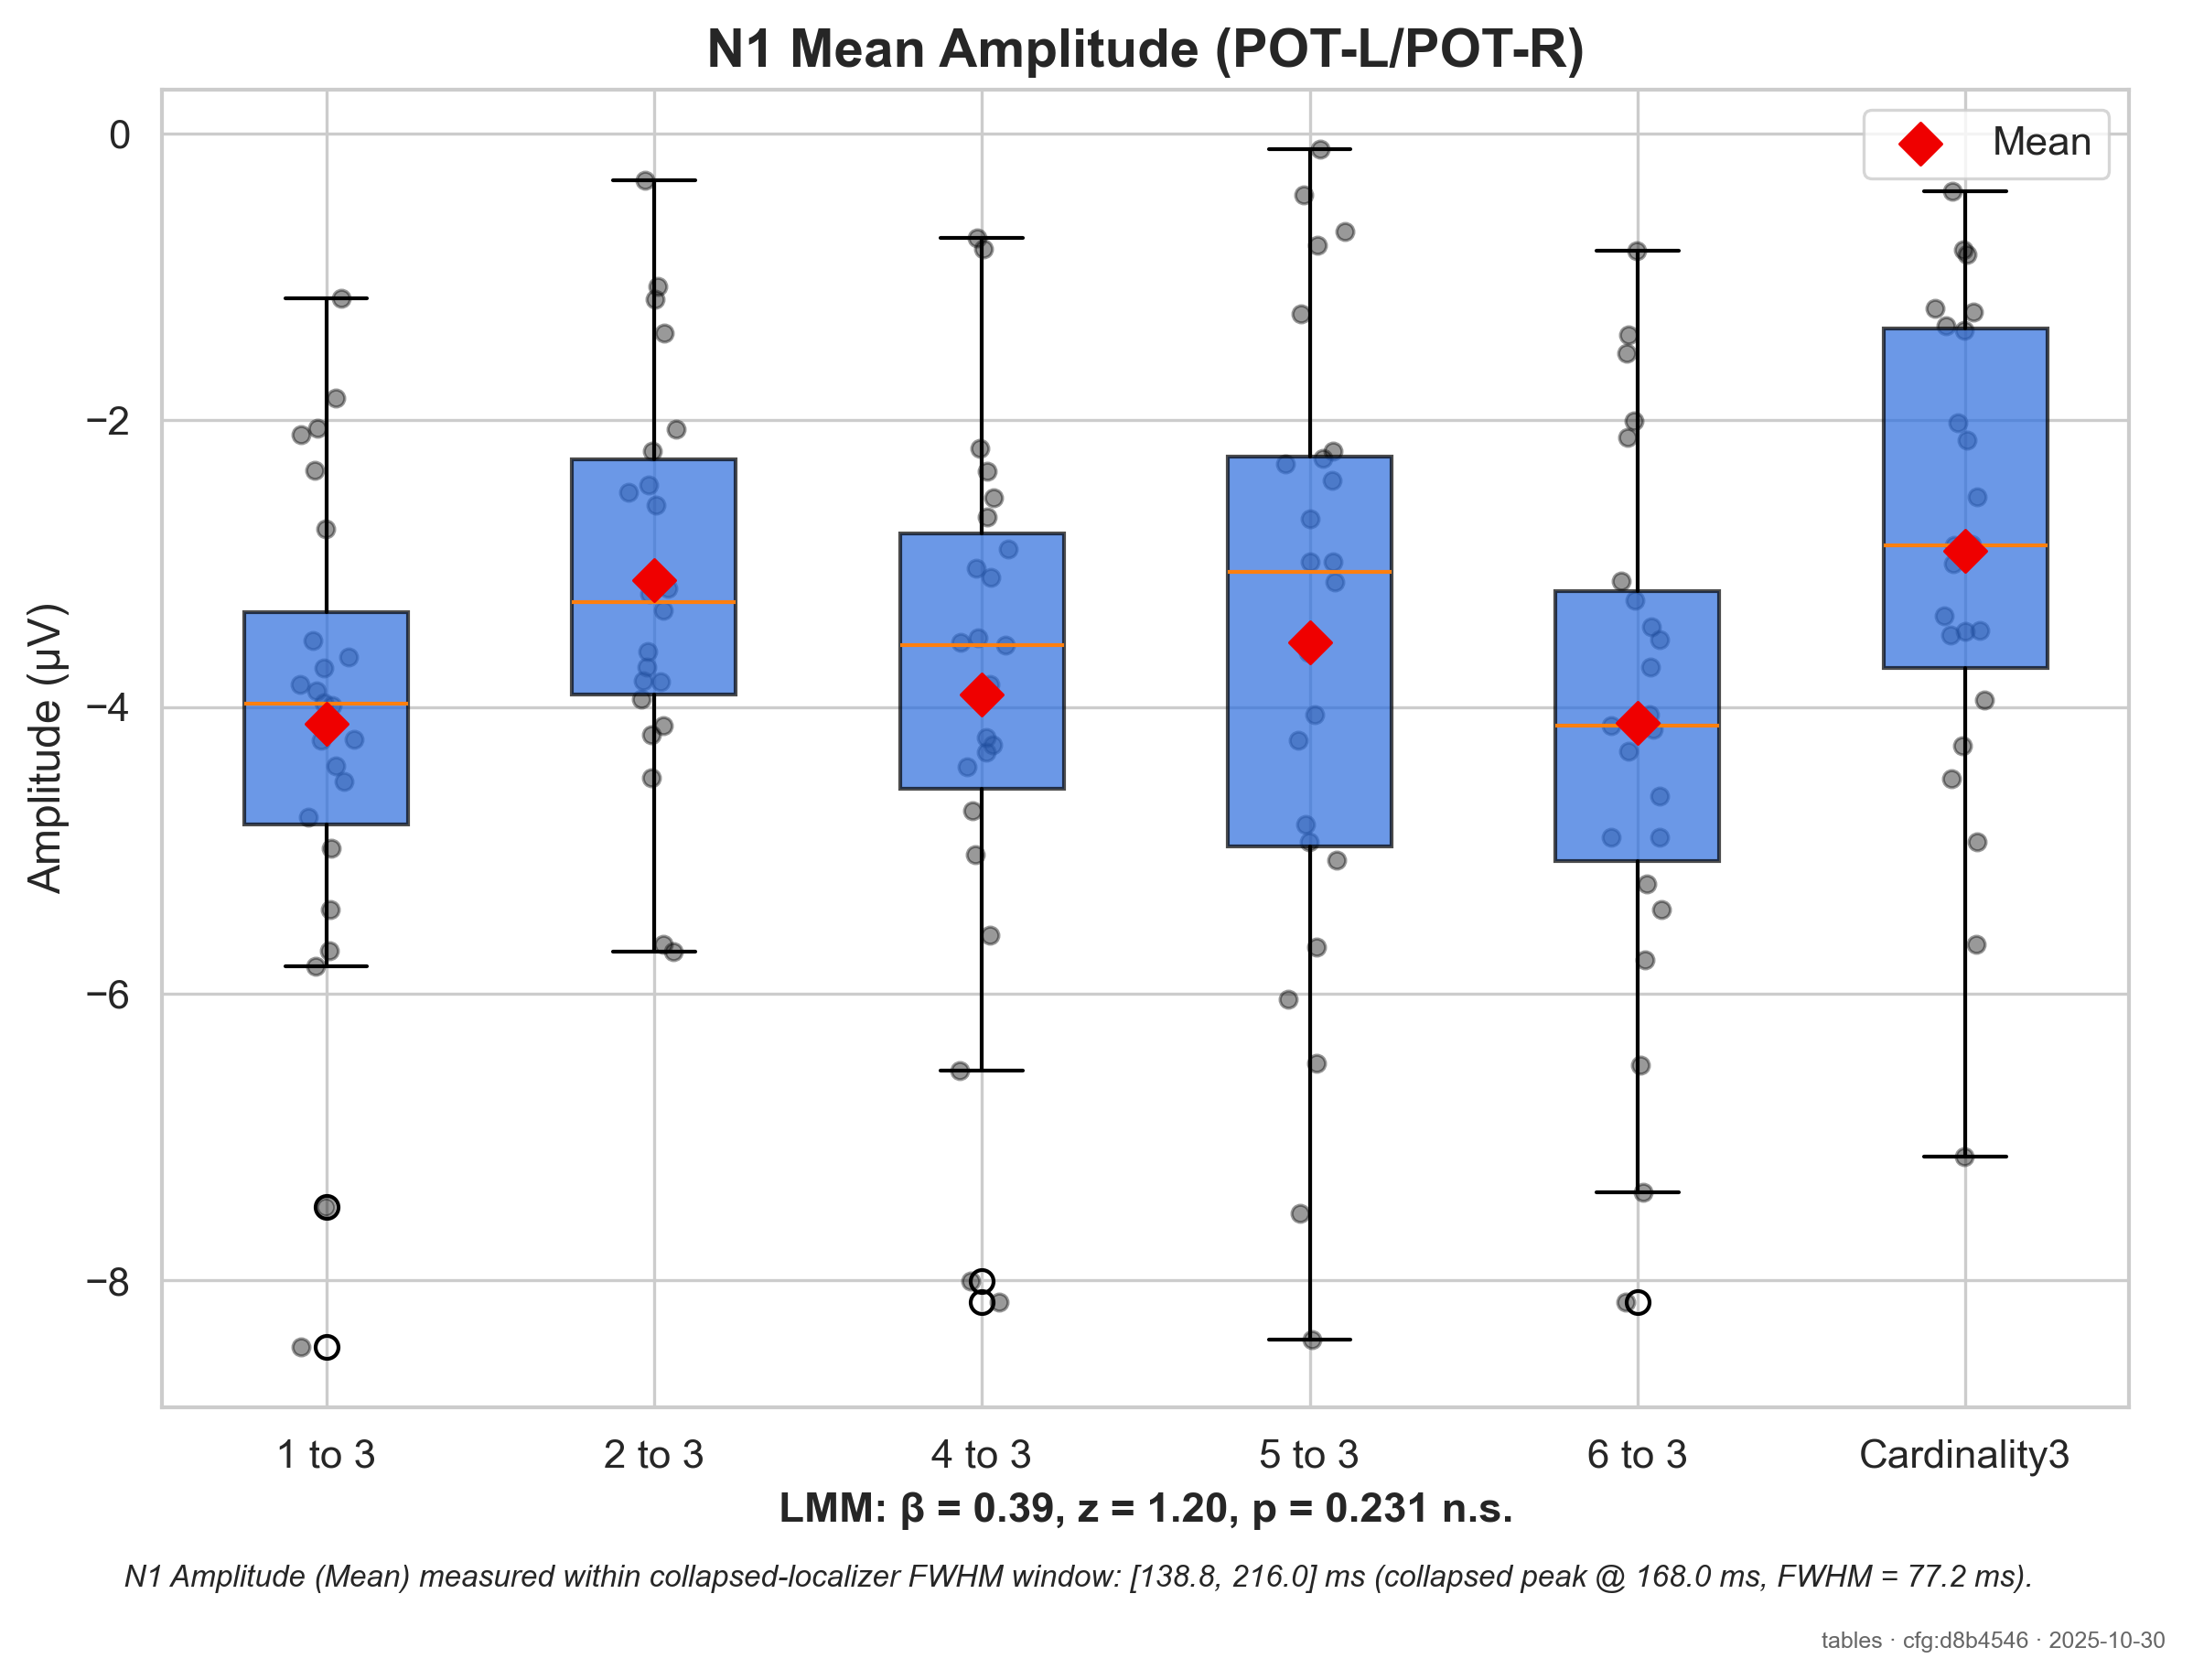 N1 Mean Amplitude (POT-L/POT-R)
Mean
Amplitude (µV)
0
−2
−4
−6
−8
1 to 3
2 to 3
4 to 3
5 to 3
6 to 3
Cardinality3
LMM: β = 0.39, z = 1.20, p = 0.231 n.s.
N1 Amplitude (Mean) measured within collapsed-localizer FWHM window: [138.8, 216.0] ms (collapsed peak @ 168.0 ms, FWHM = 77.2 ms).
tables · cfg:d8b4546 · 2025-10-30